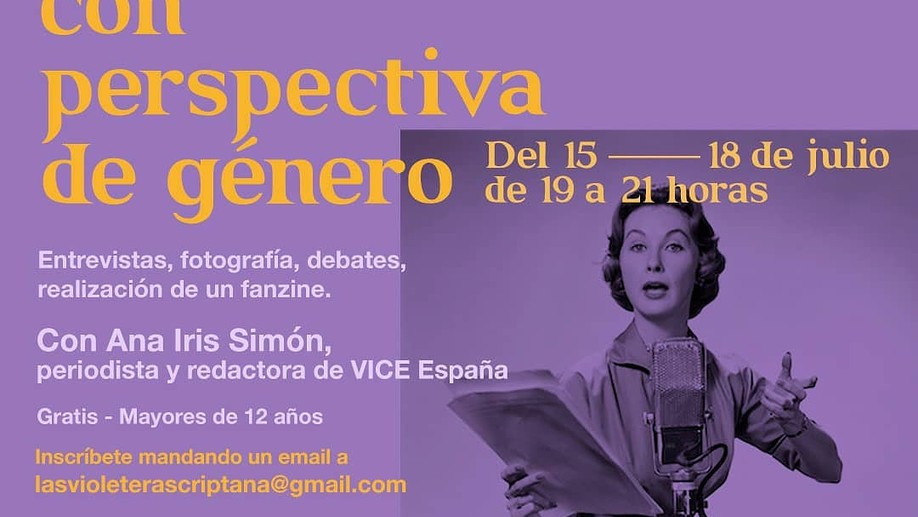 con
perspectiva
de género
Del 15 —— 18 de julio
de 19 a 21 horas
Entrevistas, fotografía, debates,
realización de un fanzine.
Con Ana Iris Simón,
periodista y redactora de VICE España
Gratis - Mayores de 12 años
Inscríbete mandando un email a
lasvioleterascriptana@gmail.com